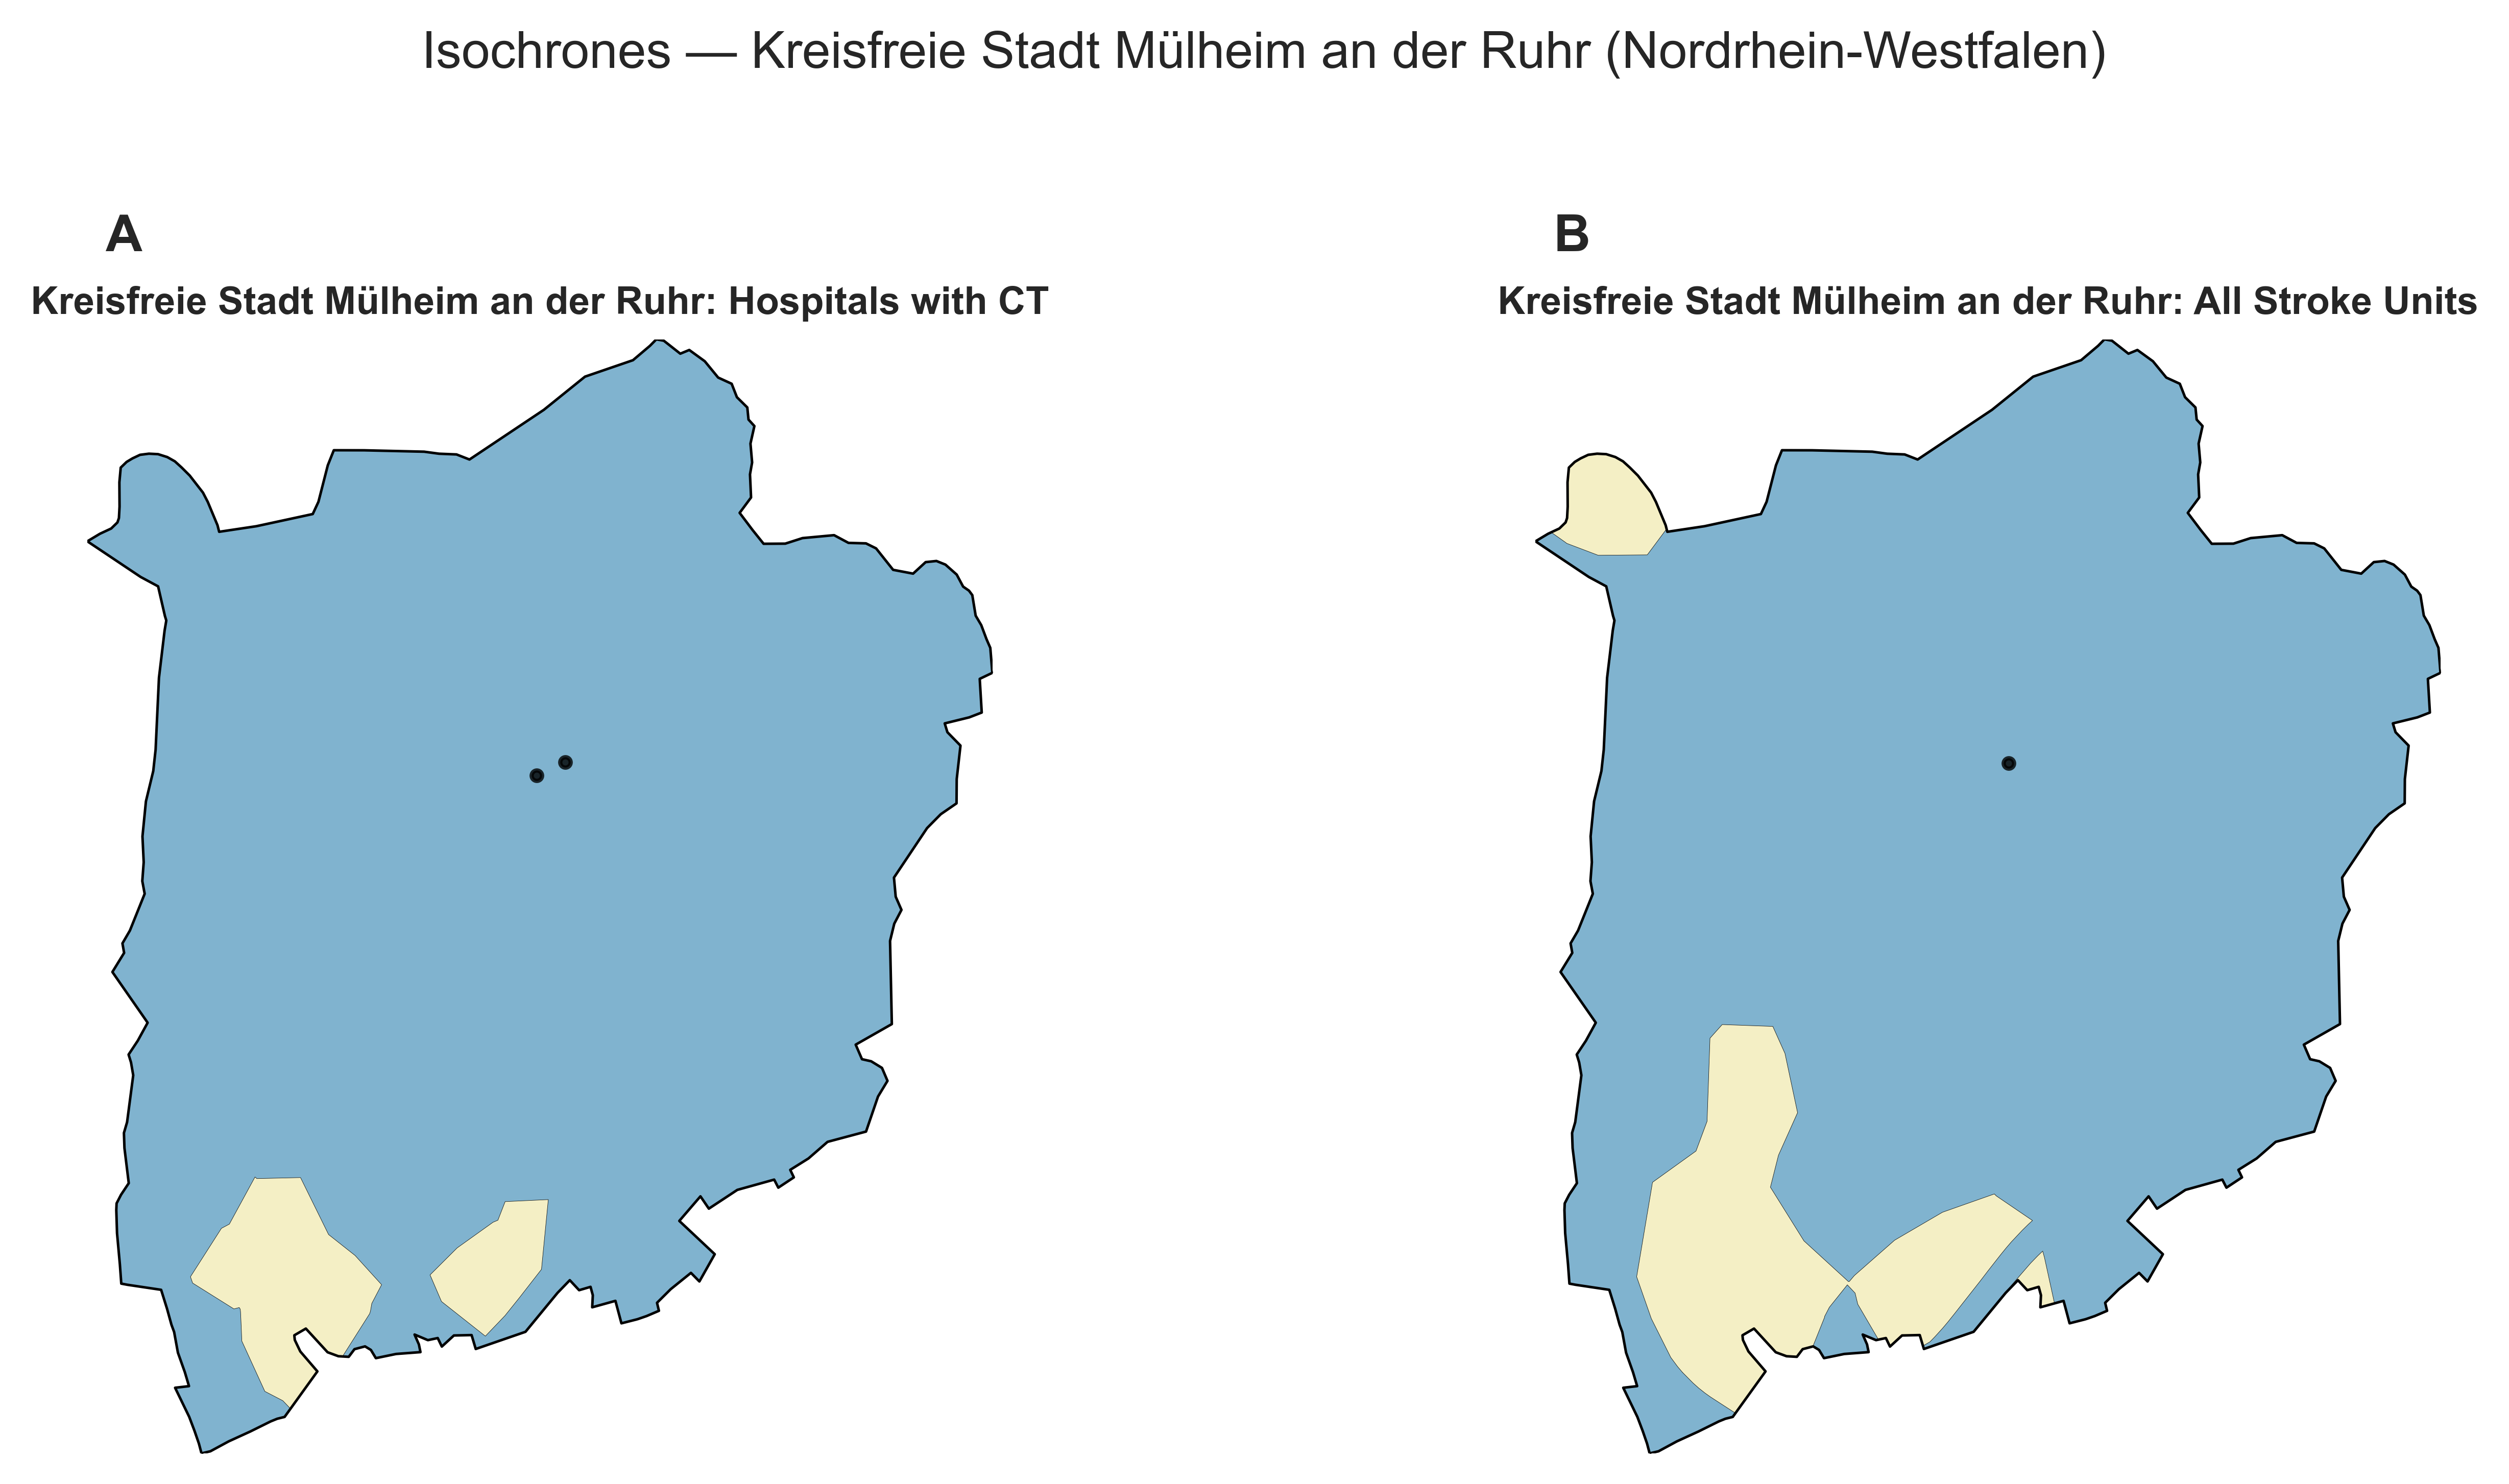 Isochrones — Kreisfreie Stadt Mülheim an der Ruhr (Nordrhein-Westfalen)
A
Kreisfreie Stadt Mülheim an der Ruhr: Hospitals with CT
B
Kreisfreie Stadt Mülheim an der Ruhr: All Stroke Units